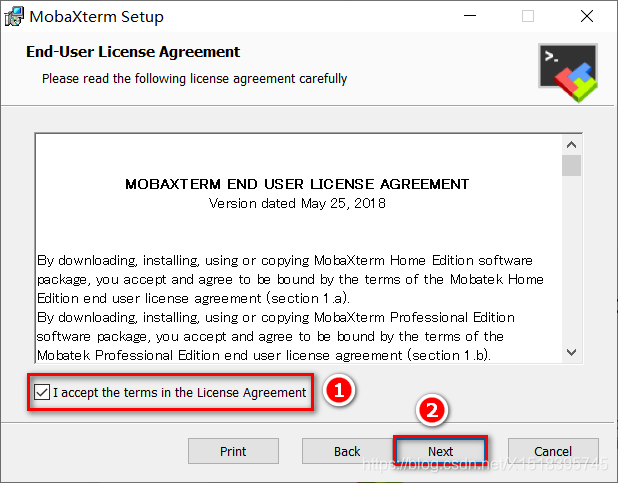 MobaXterm Setup
End-User License Agreement
Please read the following license agreement carefully
>.
MOBAXTERM END USER LICENSE AGREEMENT
Version dated May 25, 2018
By downloading, installing, using or copying MobaXterm Home Edition software
package, you accept and agree to be bound by the terms of the Mobatek Home
Edition end user license agreement (section 1.a).
By downloading, installing, using or copying MobaXterm Professional Edition
software package, you accept and agree to be bound by the terms of the
Mobatek Professional Edition end user license agreement (section 1.b).
I accept the terms in the License Agreement
1
2
Print
Back
Next
Cancel
https://blog.csdn.net/X1518395745